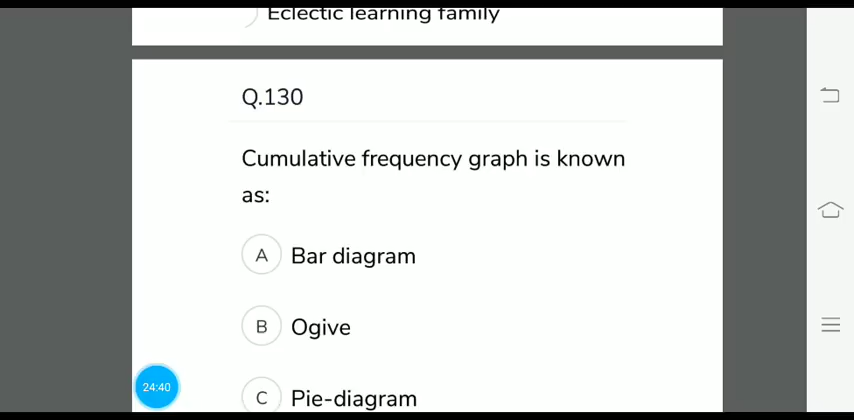 Eclectic learning family
Q.130
Cumulative frequency graph is known
as:
A Bar diagram
B Ogive
24:40
C Pie-diagram